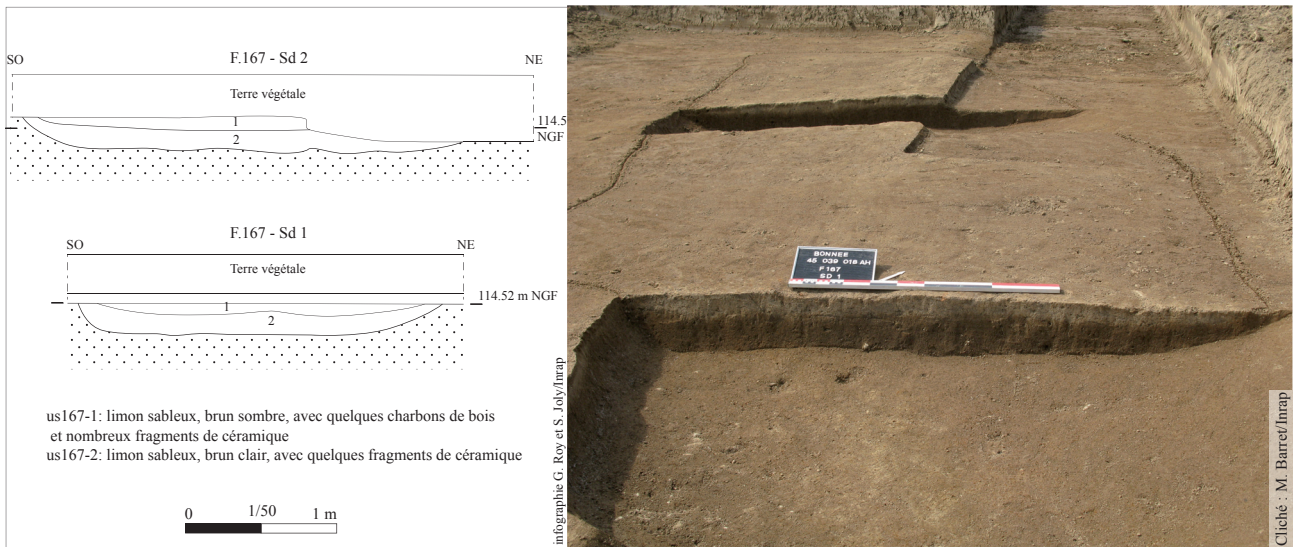 F.167 - Sd 2
SO
NE
Terre végétale
1
2
114.5
NGF
F.167 - Sd 1
SO
NE
Terre végétale
1
2
114.52 m NGF
us167-1: limon sableux, brun sombre, avec quelques charbons de bois
et nombreux fragments de céramique
us167-2: limon sableux, brun clair, avec quelques fragments de céramique
0 1/50 1 m
infographie G. Roy et S. Joly/Inrap
BONNEE
45 039 018 AH
F 167
SD 1
Cliché : M. Barret/Inrap